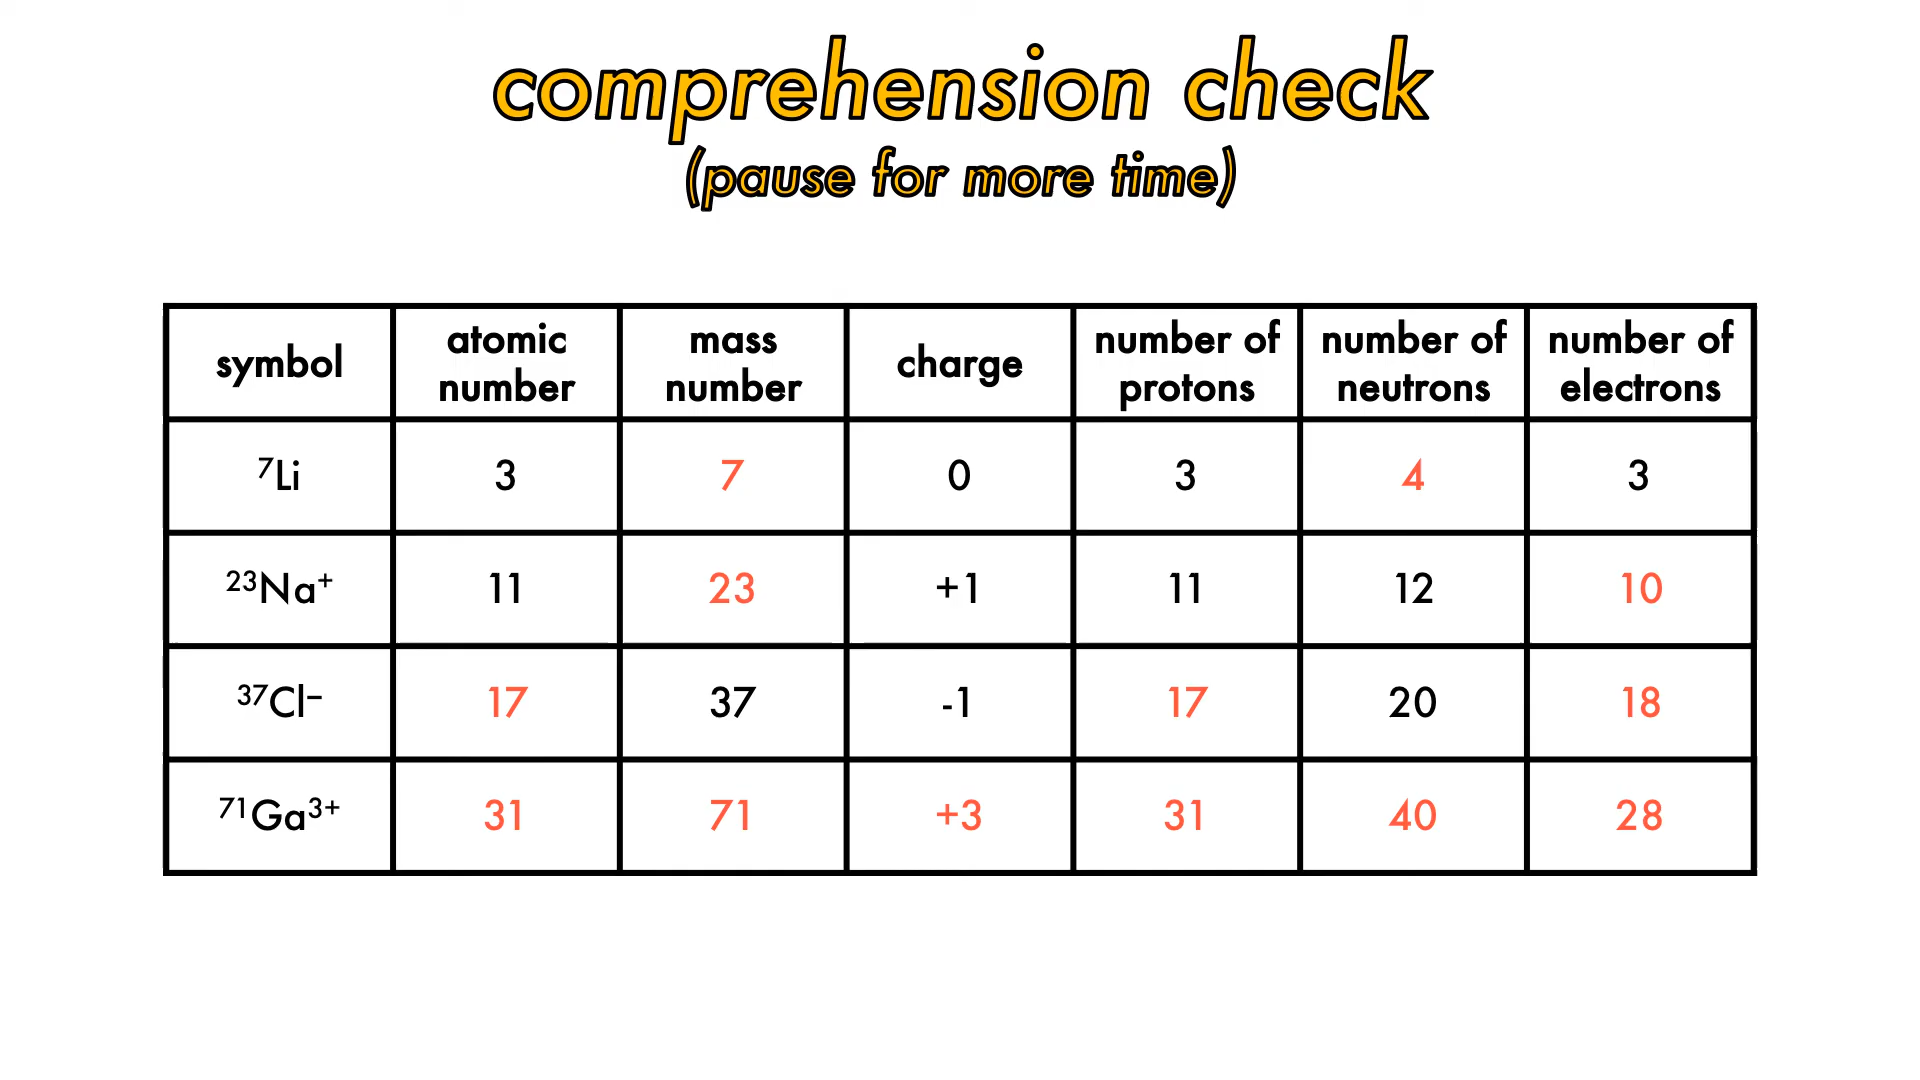 comprehension check
(pause for more time)
symbol atomic number mass number charge number of protons number of neutrons number of electrons
⁷Li 3 7 0 3 4 3
²³Na⁺ 11 23 +1 11 12 10
³⁷Cl⁻ 17 37 -1 17 20 18
⁷¹Ga³⁺ 31 71 +3 31 40 28